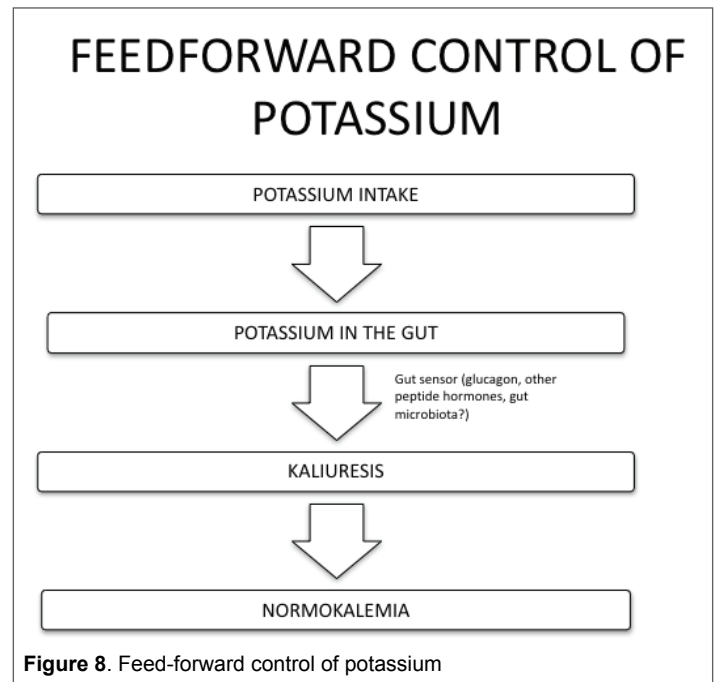 FEEDFORWARD CONTROL OF
POTASSIUM
POTASSIUM INTAKE
POTASSIUM IN THE GUT
Gut sensor (glucagon, other
peptide hormones, gut
microbiota?)
KALIURESIS
NORMOKALEMIA
Figure 8. Feed-forward control of potassium